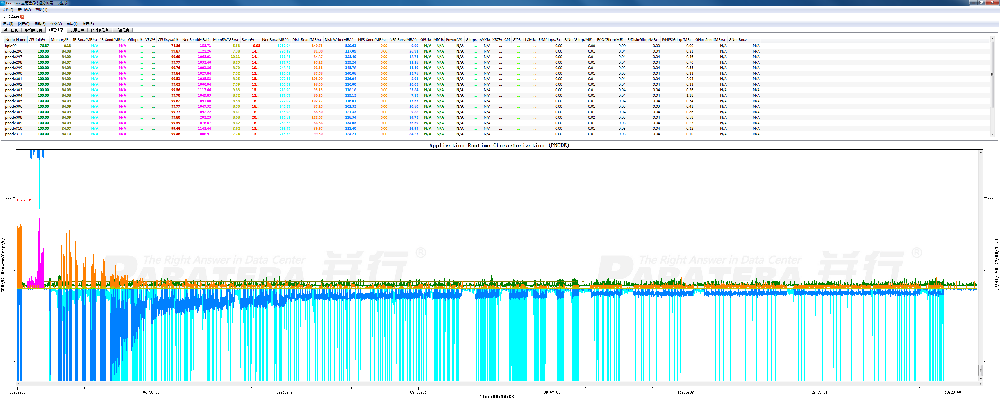 Paratune应用运行特征分析器 - 专业版
文件(F) 窗口(W) 帮助(H)
1: OilApp
信息(I) 图表(C) 编辑(E) 视图(V) 布局(L) 报表(R)
基本信息 平均值信息 峰值信息 总量信息 瞬时值信息 详细信息
Node Name CPU(all)% Memory% IB Recv(MB/s) IB Send(MB/s) Gflops% VEC% CPU(sywa)% Net Send(MB/s) MemRW(GB/s) Swap% Net Recv(MB/s) Disk Read(MB/s) Disk Write(MB/s) NFS Send(MB/s) NFS Recv(MB/s) GPU% MIC% Power(W) Gflops AVX% X87% CPI GIPS LLCM% F/M(flops/B) F/Net(Gflop/MB) F/IO(Gflop/MB) F/Disk(Gflop/MB) F/NFS(Gflop/MB) GNet Send(MB/s) GNet Recv
hpio02 76.37 8.13 N/A N/A ... ... 74.36 153.71 5.53 0.03 1232.04 140.75 520.61 0.00 -0.00 N/A N/A N/A ... N/A ... ... ... ... 0.00 0.00 0.00 0.00 0.00 N/A N/A
pnode296 100.00 84.08 N/A N/A ... ... 99.87 1123.26 7.38 14... 226.19 81.00 117.09 0.00 26.91 N/A N/A N/A ... N/A ... ... ... ... 0.00 0.01 0.04 0.04 0.31 N/A N/A
pnode297 100.00 84.09 N/A N/A ... ... 99.69 1063.81 10.11 14... 166.83 84.87 123.49 0.00 18.75 N/A N/A N/A ... N/A ... ... ... ... 0.00 0.01 0.04 0.04 0.46 N/A N/A
pnode298 100.00 84.07 N/A N/A ... ... 99.77 1033.46 8.25 14... 217.75 93.12 139.24 0.00 12.28 N/A N/A N/A ... N/A ... ... ... ... 0.00 0.01 0.04 0.04 0.70 N/A N/A
pnode299 100.00 84.08 N/A N/A ... ... 99.76 1081.36 8.79 10... 248.86 91.53 145.78 0.00 15.59 N/A N/A N/A ... N/A ... ... ... ... 0.00 0.01 0.03 0.04 0.55 N/A N/A
pnode300 100.00 84.09 N/A N/A ... ... 99.84 1027.84 7.52 12... 216.69 87.38 140.08 0.00 25.78 N/A N/A N/A ... N/A ... ... ... ... 0.00 0.01 0.03 0.04 0.33 N/A N/A
pnode301 100.00 84.09 N/A N/A ... ... 99.51 1025.53 8.25 15... 207.31 103.00 116.04 0.00 2.91 N/A N/A N/A ... N/A ... ... ... ... 0.00 0.01 0.04 0.04 2.94 N/A N/A
pnode302 100.00 84.08 N/A N/A ... ... 99.63 1066.04 7.39 15... 230.32 98.50 116.00 0.00 26.03 N/A N/A N/A ... N/A ... ... ... ... 0.00 0.01 0.04 0.04 0.33 N/A N/A
pnode303 100.00 84.08 N/A N/A ... ... 99.56 1117.66 9.83 15... 218.90 93.13 118.18 0.00 23.84 N/A N/A N/A ... N/A ... ... ... ... 0.00 0.01 0.04 0.04 0.36 N/A N/A
pnode304 100.00 84.08 N/A N/A ... ... 99.70 1049.85 8.72 12... 217.67 86.25 119.15 0.00 7.19 N/A N/A N/A ... N/A ... ... ... ... 0.00 0.01 0.04 0.04 1.18 N/A N/A
pnode305 100.00 84.09 N/A N/A ... ... 99.62 1091.60 8.38 16... 222.02 102.77 116.61 0.00 15.63 N/A N/A N/A ... N/A ... ... ... ... 0.00 0.01 0.04 0.04 0.54 N/A N/A
pnode306 100.00 84.09 N/A N/A ... ... 99.77 1047.52 8.36 18... 143.97 87.13 162.35 0.00 20.86 N/A N/A N/A ... N/A ... ... ... ... 0.00 0.01 0.03 0.03 0.41 N/A N/A
pnode307 100.00 84.09 N/A N/A ... ... 99.77 1092.22 8.61 18... 163.98 88.50 121.33 0.00 9.88 N/A N/A N/A ... N/A ... ... ... ... 0.00 0.01 0.03 0.04 0.86 N/A N/A
pnode308 100.00 84.09 N/A N/A ... ... 99.80 205.23 8.08 20... 213.89 122.07 118.54 0.00 14.75 N/A N/A N/A ... N/A ... ... ... ... 0.00 0.02 0.03 0.04 0.58 N/A N/A
pnode309 100.00 84.09 N/A N/A ... ... 99.59 1076.67 8.62 16... 238.66 86.66 134.05 0.00 36.69 N/A N/A N/A ... N/A ... ... ... ... 0.00 0.01 0.03 0.04 0.23 N/A N/A
pnode310 100.00 84.07 N/A N/A ... ... 99.46 1143.44 8.62 13... 236.47 89.67 131.40 0.00 26.94 N/A N/A N/A ... N/A ... ... ... ... 0.00 0.01 0.03 0.04 0.32 N/A N/A
pnode311 100.00 84.10 N/A N/A ... ... 99.46 1088.91 7.74 13... 215.36 99.50 124.21 0.00 84.25 N/A N/A N/A ... N/A ... ... ... ... 0.00 0.01 0.03 0.04 0.10 N/A N/A
Application Runtime Characterization (PNODE)
100 200
hpio02
CPU(%) Memory/Swap(%)
Disk(MB/s) Net(MB/s)
The Right Answer in Data Center 并行®
PARATERA
The Right Answer in Data Center 并行®
PARATERA
0 0
100 200
05:27:35 06:35:11 07:42:48 08:50:24 09:58:01 11:05:38 12:13:14 13:20:50
Time/HH:MM:SS